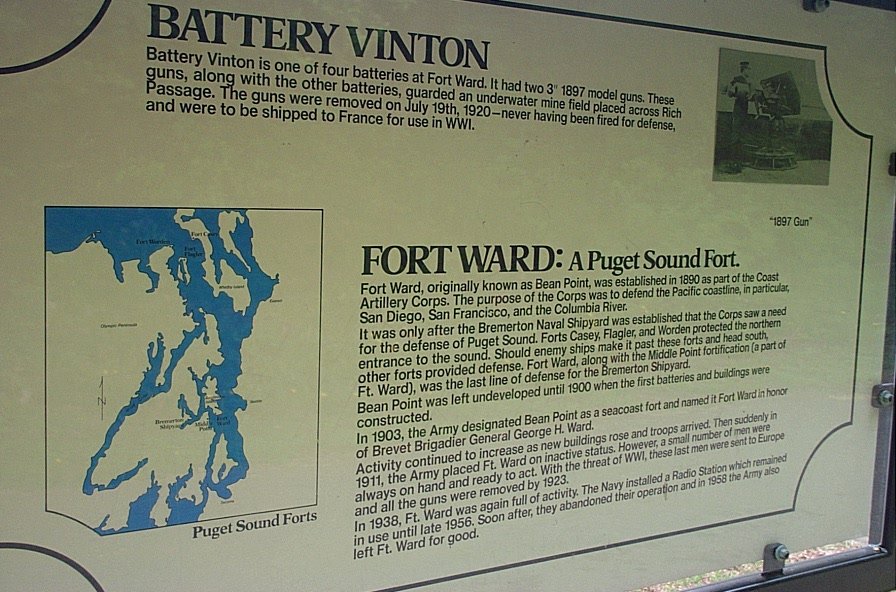 BATTERY VINTON
Battery Vinton is one of four batteries at Fort Ward. It had two 3" 1897 model guns. These
guns, along with the other batteries, guarded an underwater mine field placed across Rich
Passage. The guns were removed on July 19th, 1920—never having been fired for defense,
and were to be shipped to France for use in WWI.
"1897 Gun"
Fort Worden
Fort Casey
Fort
Flagler
Whidby Island
Everett
Olympic Peninsula
N
Bremerton
Shipyard
Middle
Point
Fort
Ward
Seattle
Tacoma
Puget Sound Forts
FORT WARD: A Puget Sound Fort.
Fort Ward, originally known as Bean Point, was established in 1890 as part of the Coast
Artillery Corps. The purpose of the Corps was to defend the Pacific coastline, in particular,
San Diego, San Francisco, and the Columbia River.
It was only after the Bremerton Naval Shipyard was established that the Corps saw a need
for the defense of Puget Sound. Forts Casey, Flagler, and Worden protected the northern
entrance to the sound. Should enemy ships make it past these forts and head south,
other forts provided defense. Fort Ward, along with the Middle Point fortification (a part of
Ft. Ward), was the last line of defense for the Bremerton Shipyard.
Bean Point was left undeveloped until 1900 when the first batteries and buildings were
constructed.
In 1903, the Army designated Bean Point as a seacoast fort and named it Fort Ward in honor
of Brevet Brigadier General George H. Ward.
Activity continued to increase as new buildings rose and troops arrived. Then suddenly in
1911, the Army placed Ft. Ward on inactive status. However, a small number of men were
always on hand and ready to act. With the threat of WWI, these last men were sent to Europe
and all the guns were removed by 1923.
In 1938, Ft. Ward was again full of activity. The Navy installed a Radio Station which remained
in use until late 1956. Soon after, they abandoned their operation and in 1958 the Army also
left Ft. Ward for good.